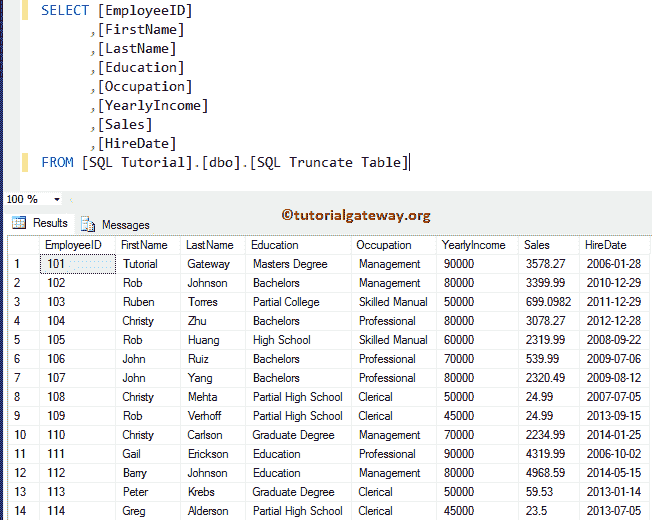 SELECT [EmployeeID]
,[FirstName]
,[LastName]
,[Education]
,[Occupation]
,[YearlyIncome]
,[Sales]
,[HireDate]
FROM [SQL Tutorial].[dbo].[SQL Truncate Table]
100 %
©tutorialgateway.org
Results Messages
EmployeeID FirstName LastName Education Occupation YearlyIncome Sales HireDate
1 101 Tutorial Gateway Masters Degree Management 90000 3578.27 2006-01-28
2 102 Rob Johnson Bachelors Management 80000 3399.99 2010-12-29
3 103 Ruben Torres Partial College Skilled Manual 50000 699.0982 2011-12-29
4 104 Christy Zhu Bachelors Professional 80000 3078.27 2012-12-28
5 105 Rob Huang High School Skilled Manual 60000 2319.99 2008-09-22
6 106 John Ruiz Bachelors Professional 70000 539.99 2009-07-06
7 107 John Yang Bachelors Professional 80000 2320.49 2009-08-12
8 108 Christy Mehta Partial High School Clerical 50000 24.99 2007-07-05
9 109 Rob Verhoff Partial High School Clerical 45000 24.99 2013-09-15
10 110 Christy Carlson Graduate Degree Management 70000 2234.99 2014-01-25
11 111 Gail Erickson Education Professional 90000 4319.99 2006-10-02
12 112 Barry Johnson Education Management 80000 4968.59 2014-05-15
13 113 Peter Krebs Graduate Degree Clerical 50000 59.53 2013-01-14
14 114 Greg Alderson Partial High School Clerical 45000 23.5 2013-07-05